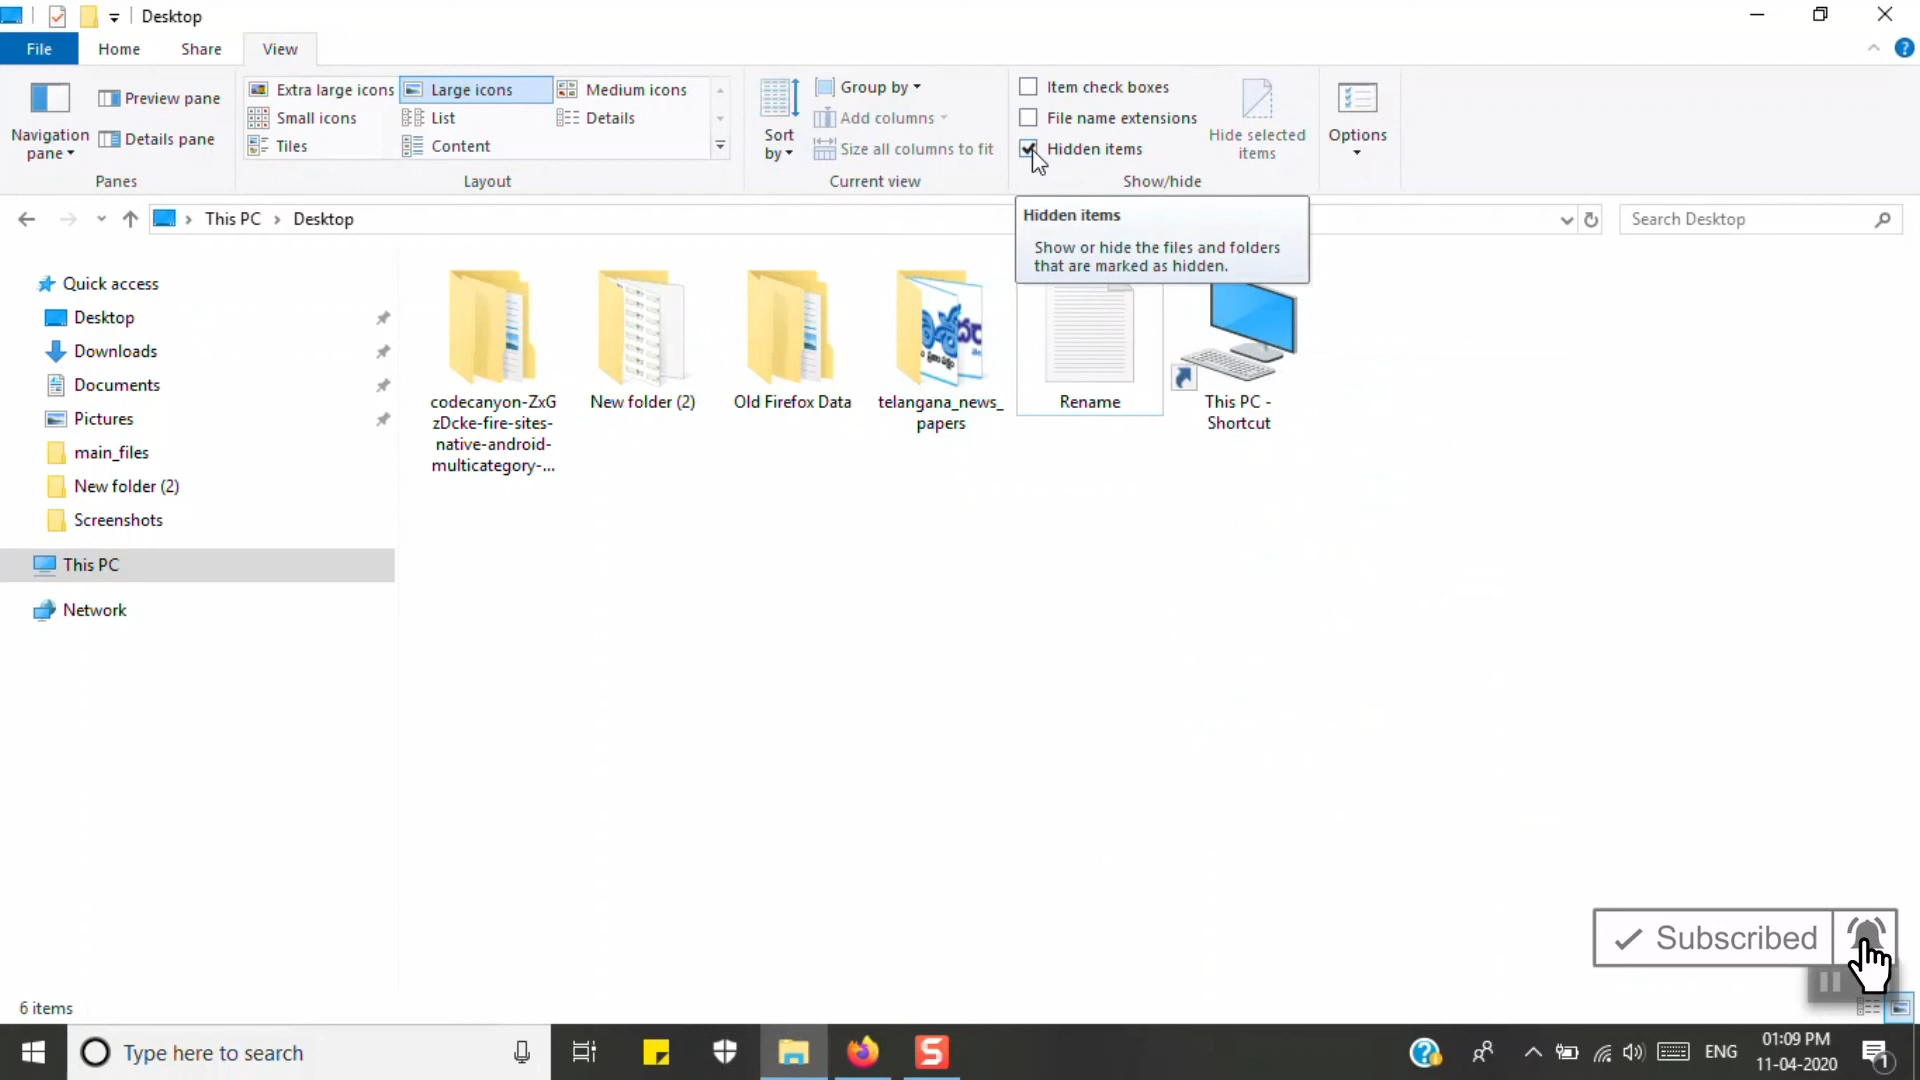 Desktop
File Home Share View
Navigation pane
Preview pane
Details pane
Panes
Extra large icons Large icons Medium icons
Small icons List Details
Tiles Content
Layout
Sort by
Group by
Add columns
Size all columns to fit
Current view
Item check boxes
File name extensions
Hidden items
Hide selected items
Show/hide
Options
This PC Desktop
Search Desktop
Hidden items
Show or hide the files and folders
that are marked as hidden.
Quick access
Desktop
Downloads
Documents
Pictures
main_files
New folder (2)
Screenshots
This PC
Network
codecanyon-ZxG
zDcke-fire-sites-
native-android-
multicategory-...
New folder (2)
Old Firefox Data
telangana_news_
papers
Rename
This PC -
Shortcut
Subscribed
6 items
Type here to search
ENG
01:09 PM
11-04-2020
1